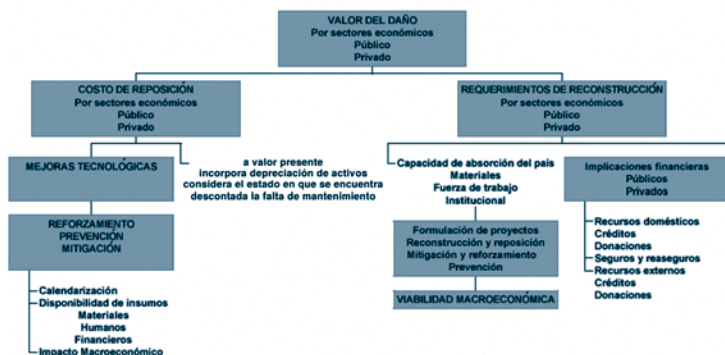 VALOR DEL DAÑO
Por sectores económicos
Público
Privado
COSTO DE REPOSICIÓN
Por sectores económicos
Público
Privado
REQUERIMIENTOS DE RECONSTRUCCIÓN
Por sectores económicos
Público
Privado
MEJORAS TECNOLÓGICAS
a valor presente
incorpora depreciación de activos
considera el estado en que se encuentra
descontada la falta de mantenimiento
Capacidad de absorción del país
Materiales
Fuerza de trabajo
Institucional
Implicaciones financieras
Públicos
Privados
REFORZAMIENTO
PREVENCIÓN
MITIGACIÓN
Formulación de proyectos
Reconstrucción y reposición
Mitigación y reforzamiento
Prevención
Recursos domésticos
Créditos
Donaciones
Seguros y reaseguros
Recursos externos
Créditos
Donaciones
Calendarización
Disponibilidad de insumos
Materiales
Humanos
Financieros
Impacto Macroeconómico
VIABILIDAD MACROECONÓMICA